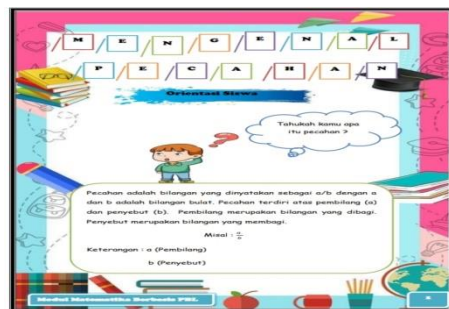 MENGENAL
PECAHAN
Orientasi Siswa
Tahukah kamu apa
itu pecahan ?
Pecahan adalah bilangan yang dinyatakan sebagai a/b dengan a
dan b adalah bilangan bulat. Pecahan terdiri atas pembilang (a)
dan penyebut (b). Pembilang merupakan bilangan yang dibagi.
Penyebut merupakan bilangan yang membagi.
Misal : a/b
Keterangan : a (Pembilang)
b (Penyebut)
Modul Matematika Berbasis PBL